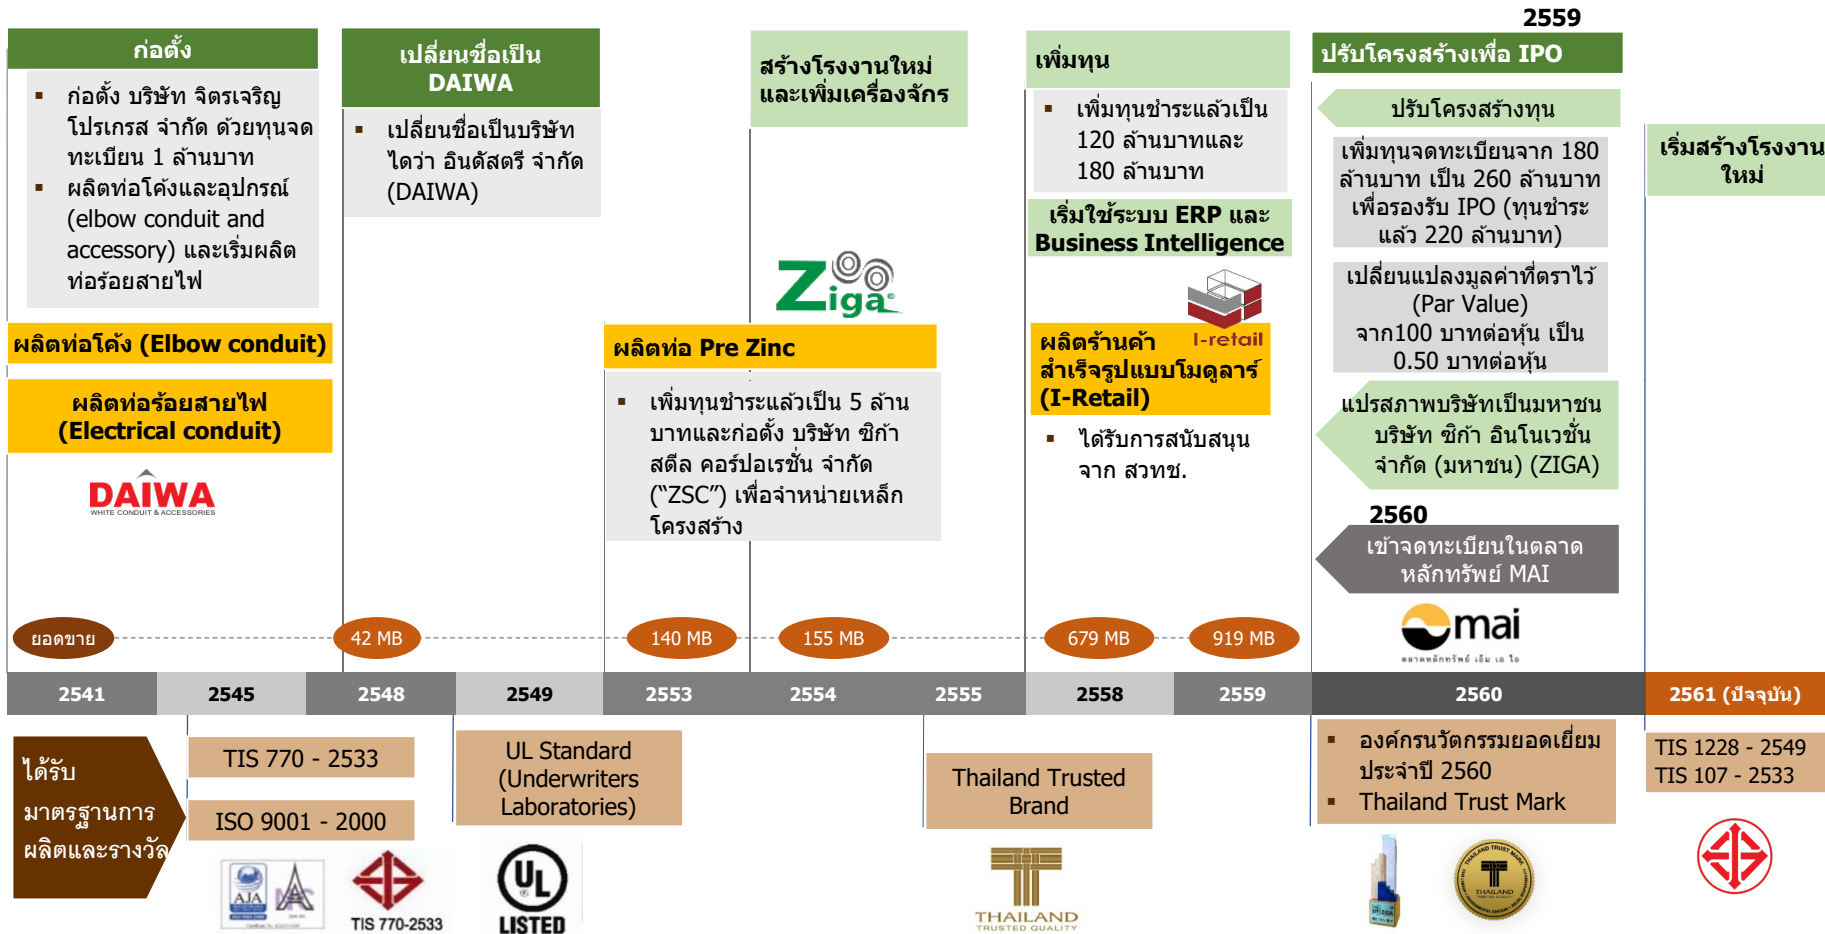 ก่อตั้ง
▪ ก่อตั้ง บริษัท จิตรเจริญ
โปรเกรส จำกัด ด้วยทุนจด
ทะเบียน 1 ล้านบาท
▪ ผลิตท่อโค้งและอุปกรณ์
(elbow conduit and
accessory) และเริ่มผลิต
ท่อร้อยสายไฟ
ผลิตท่อโค้ง (Elbow conduit)
ผลิตท่อร้อยสายไฟ
(Electrical conduit)
DAIWA
WHITE CONDUIT & ACCESSORIES
เปลี่ยนชื่อเป็น
DAIWA
▪ เปลี่ยนชื่อเป็นบริษัท
ไดว่า อินดัสตรี จำกัด
(DAIWA)
สร้างโรงงานใหม่
และเพิ่มเครื่องจักร
Ziga
ผลิตท่อ Pre Zinc
▪ เพิ่มทุนชำระแล้วเป็น 5 ล้าน
บาทและก่อตั้ง บริษัท ซิก้า
สตีล คอร์ปอเรชั่น จำกัด
(“ZSC”) เพื่อจำหน่ายเหล็ก
โครงสร้าง
เพิ่มทุน
▪ เพิ่มทุนชำระแล้วเป็น
120 ล้านบาทและ
180 ล้านบาท
เริ่มใช้ระบบ ERP และ
Business Intelligence
I-retail
ผลิตร้านค้า
สำเร็จรูปแบบโมดูลาร์
(I-Retail)
▪ ได้รับการสนับสนุน
จาก สวทช.
2559
ปรับโครงสร้างเพื่อ IPO
ปรับโครงสร้างทุน
เพิ่มทุนจดทะเบียนจาก 180
ล้านบาท เป็น 260 ล้านบาท
เพื่อรองรับ IPO (ทุนชำระ
แล้ว 220 ล้านบาท)
เปลี่ยนแปลงมูลค่าที่ตราไว้
(Par Value)
จาก100 บาทต่อหุ้น เป็น
0.50 บาทต่อหุ้น
แปรสภาพบริษัทเป็นมหาชน
บริษัท ซิก้า อินโนเวชั่น
จำกัด (มหาชน) (ZIGA)
2560
เข้าจดทะเบียนในตลาด
หลักทรัพย์ MAI
mai
ตลาดหลักทรัพย์ เอ็ม เอ ไอ
เริ่มสร้างโรงงาน
ใหม่
ยอดขาย
42 MB
140 MB
155 MB
679 MB
919 MB
2541
2545
2548
2549
2553
2554
2555
2558
2559
2560
2561 (ปัจจุบัน)
ได้รับ
มาตรฐานการ
ผลิตและรางวัล
TIS 770 - 2533
ISO 9001 - 2000
AJA
TIS 770-2533
UL Standard
(Underwriters
Laboratories)
UL
LISTED
Thailand Trusted
Brand
THAILAND
TRUSTED QUALITY
▪ องค์กรนวัตกรรมยอดเยี่ยม
ประจำปี 2560
▪ Thailand Trust Mark
THAILAND TRUST MARK
THAILAND
TIS 1228 - 2549
TIS 107 - 2533